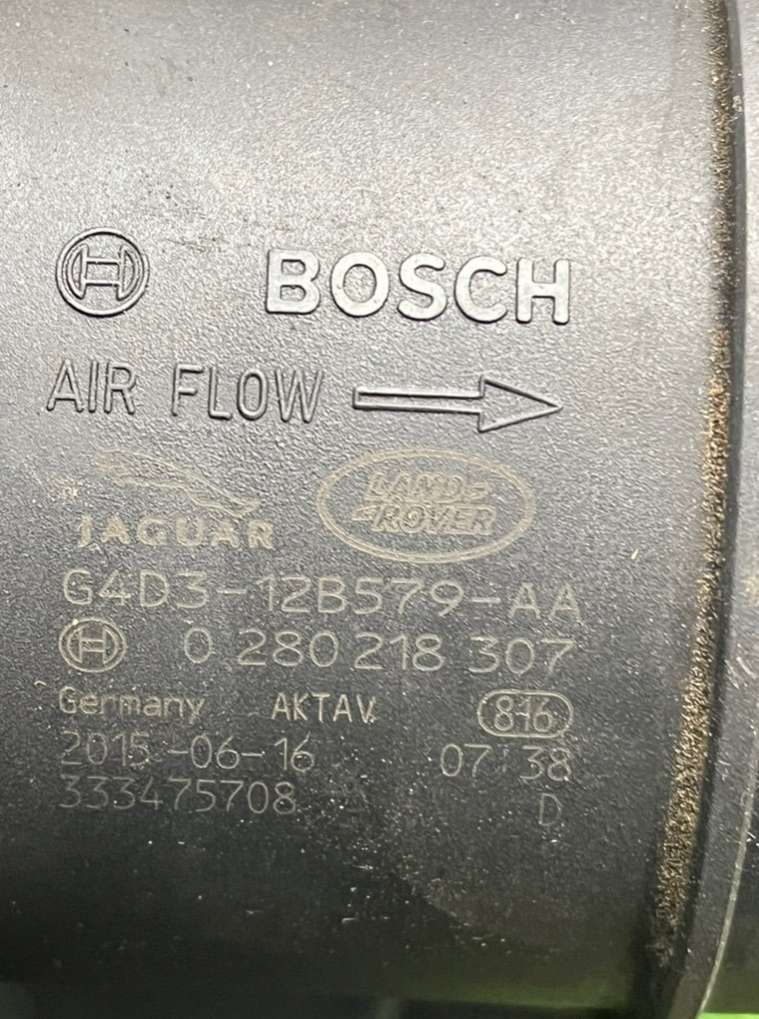 BOSCH
AIR FLOW
JAGUAR LAND-ROVER
G4D3-12B579-AA
0 280 218 307
Germany AKTAV 816
2015-06-16 07:38
333475708 D